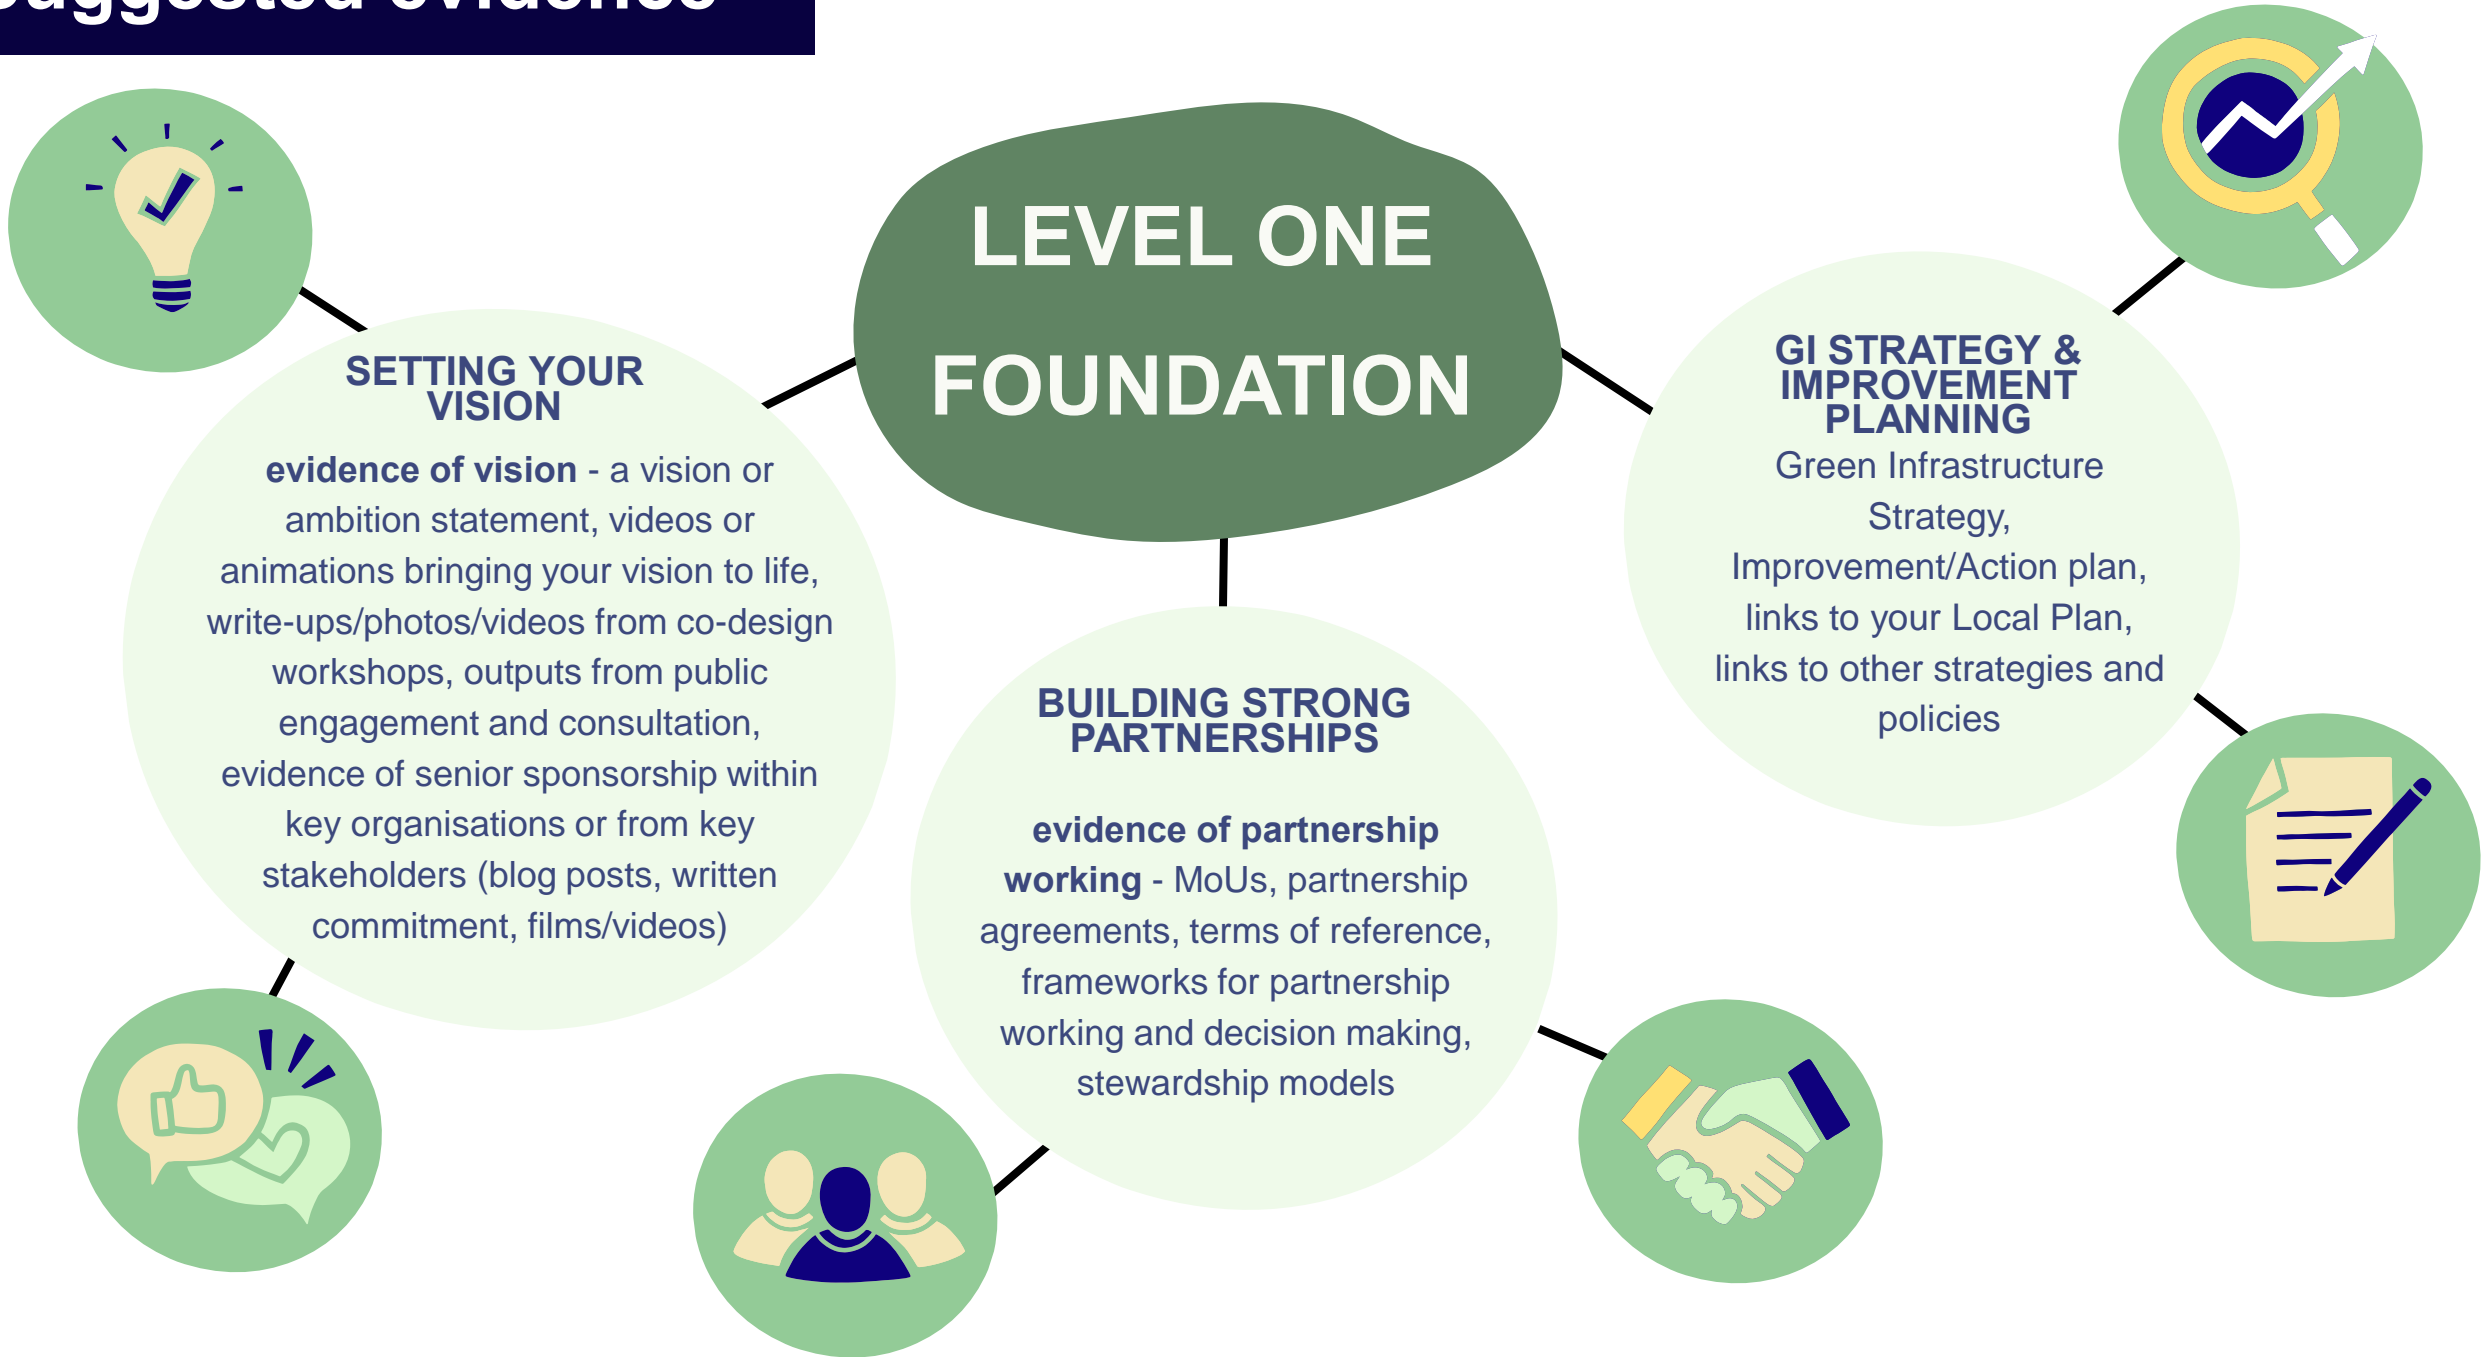 Suggested evidence
LEVEL ONE
FOUNDATION
SETTING YOUR
VISION
evidence of vision - a vision or
ambition statement, videos or
animations bringing your vision to life,
write-ups/photos/videos from co-design
workshops, outputs from public
engagement and consultation,
evidence of senior sponsorship within
key organisations or from key
stakeholders (blog posts, written
commitment, films/videos)
BUILDING STRONG
PARTNERSHIPS
evidence of partnership
working - MoUs, partnership
agreements, terms of reference,
frameworks for partnership
working and decision making,
stewardship models
GI STRATEGY &
IMPROVEMENT
PLANNING
Green Infrastructure
Strategy,
Improvement/Action plan,
links to your Local Plan,
links to other strategies and
policies